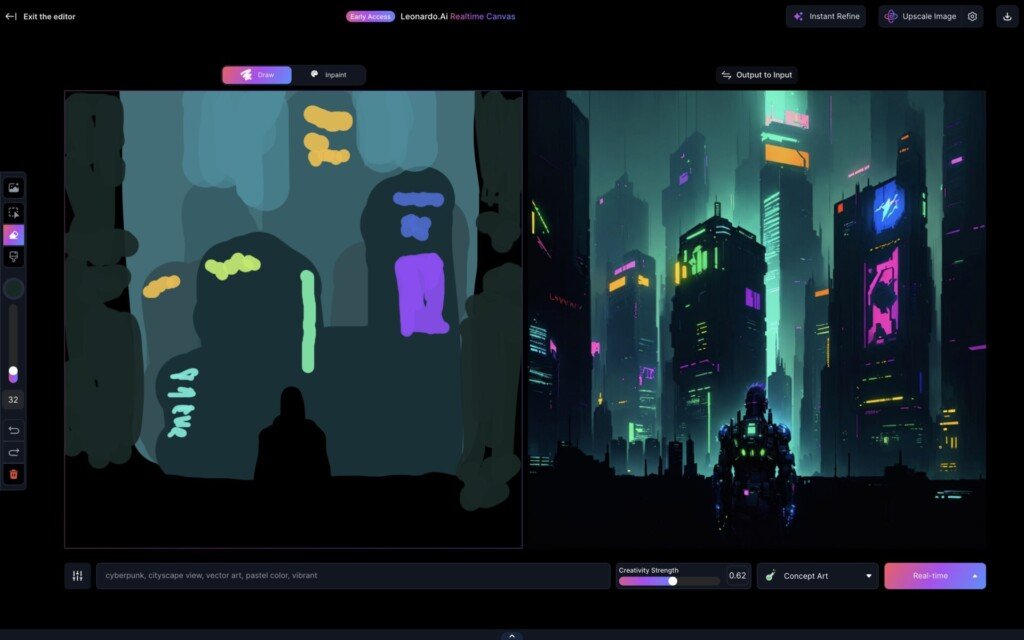 Exit the editor
Early Access Leonardo.Ai Realtime Canvas
Instant Refine
Upscale Image
Draw
Inpaint
Output to Input
32
cyberpunk, cityscape view, vector art, pastel color, vibrant
Creativity Strength
0.62
Concept Art
Real-time